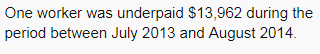 One worker was underpaid $13,962 during the
period between July 2013 and August 2014.